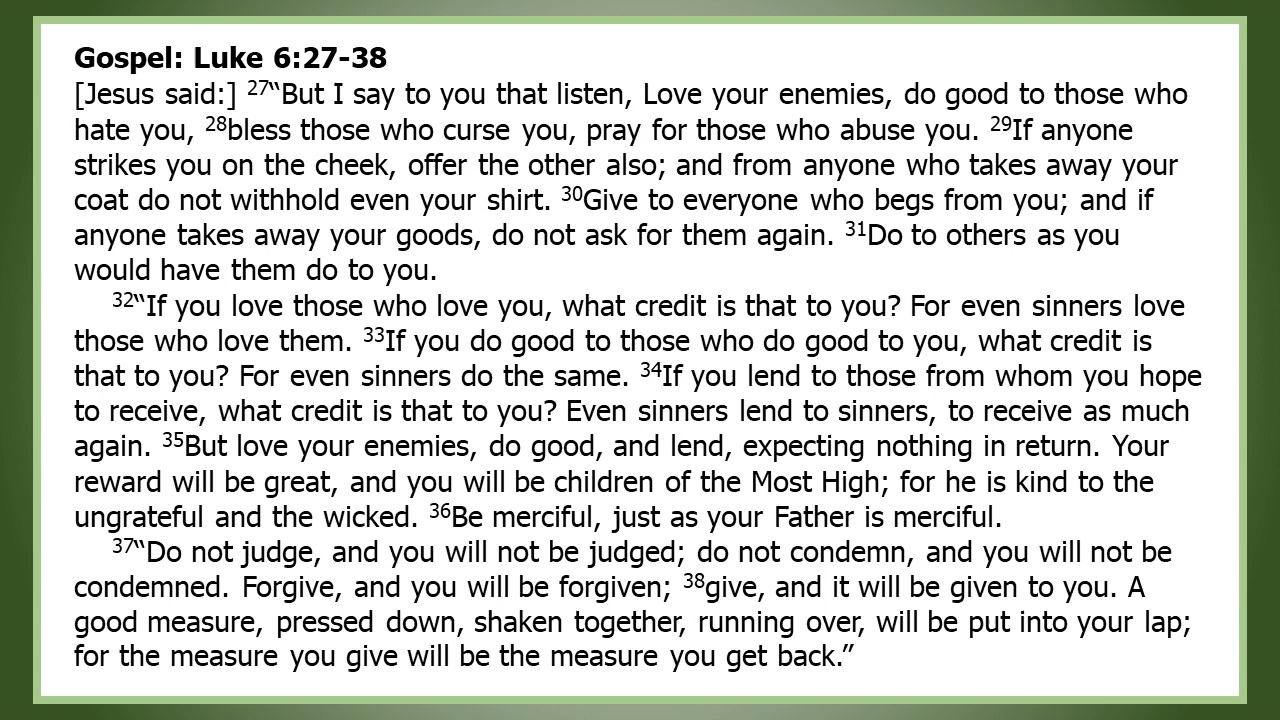 Gospel: Luke 6:27-38
[Jesus said:] 27“But I say to you that listen, Love your enemies, do good to those who
hate you, 28bless those who curse you, pray for those who abuse you. 29If anyone
strikes you on the cheek, offer the other also; and from anyone who takes away your
coat do not withhold even your shirt. 30Give to everyone who begs from you; and if
anyone takes away your goods, do not ask for them again. 31Do to others as you
would have them do to you.
32“If you love those who love you, what credit is that to you? For even sinners love
those who love them. 33If you do good to those who do good to you, what credit is
that to you? For even sinners do the same. 34If you lend to those from whom you hope
to receive, what credit is that to you? Even sinners lend to sinners, to receive as much
again. 35But love your enemies, do good, and lend, expecting nothing in return. Your
reward will be great, and you will be children of the Most High; for he is kind to the
ungrateful and the wicked. 36Be merciful, just as your Father is merciful.
37“Do not judge, and you will not be judged; do not condemn, and you will not be
condemned. Forgive, and you will be forgiven; 38give, and it will be given to you. A
good measure, pressed down, shaken together, running over, will be put into your lap;
for the measure you give will be the measure you get back.”